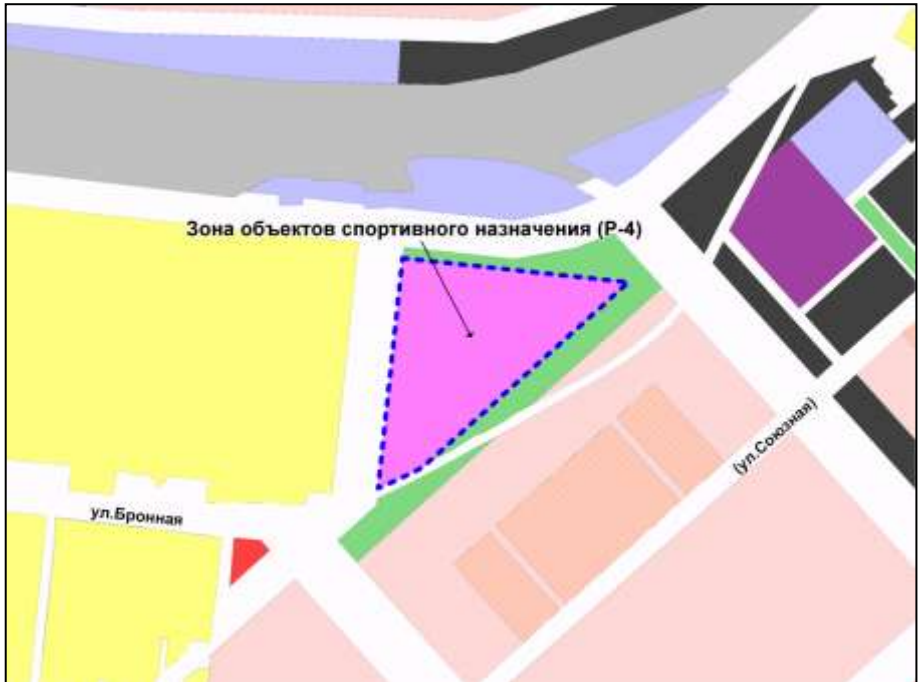 Зона объектов спортивного назначения (Р-4)
(ул.Союзная)
ул.Бронная